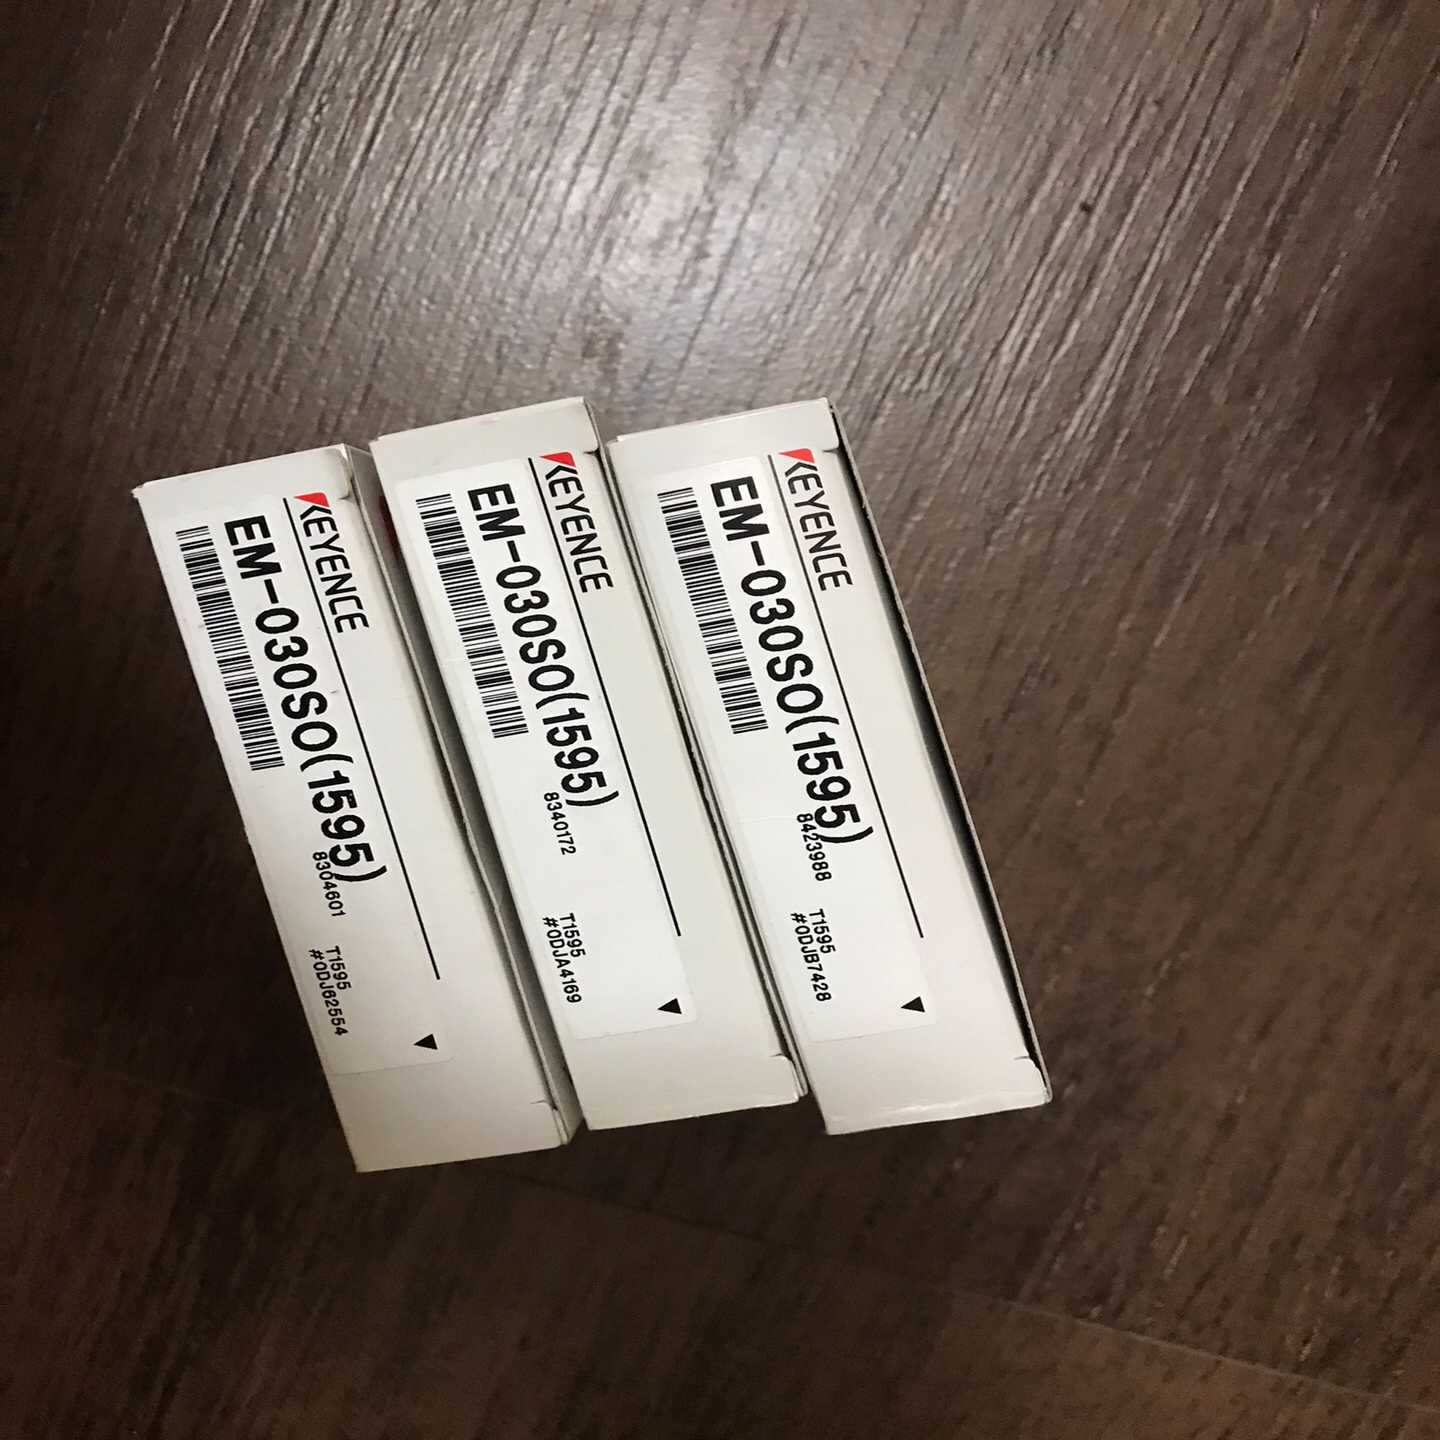 KEYENCE
EM-030SO(1595)
8304601
T1595
#0DJ62554
KEYENCE
EM-030SO(1595)
8340172
T1595
#0DJA4169
KEYENCE
EM-030SO(1595)
8423988
T1595
#0DJB7428